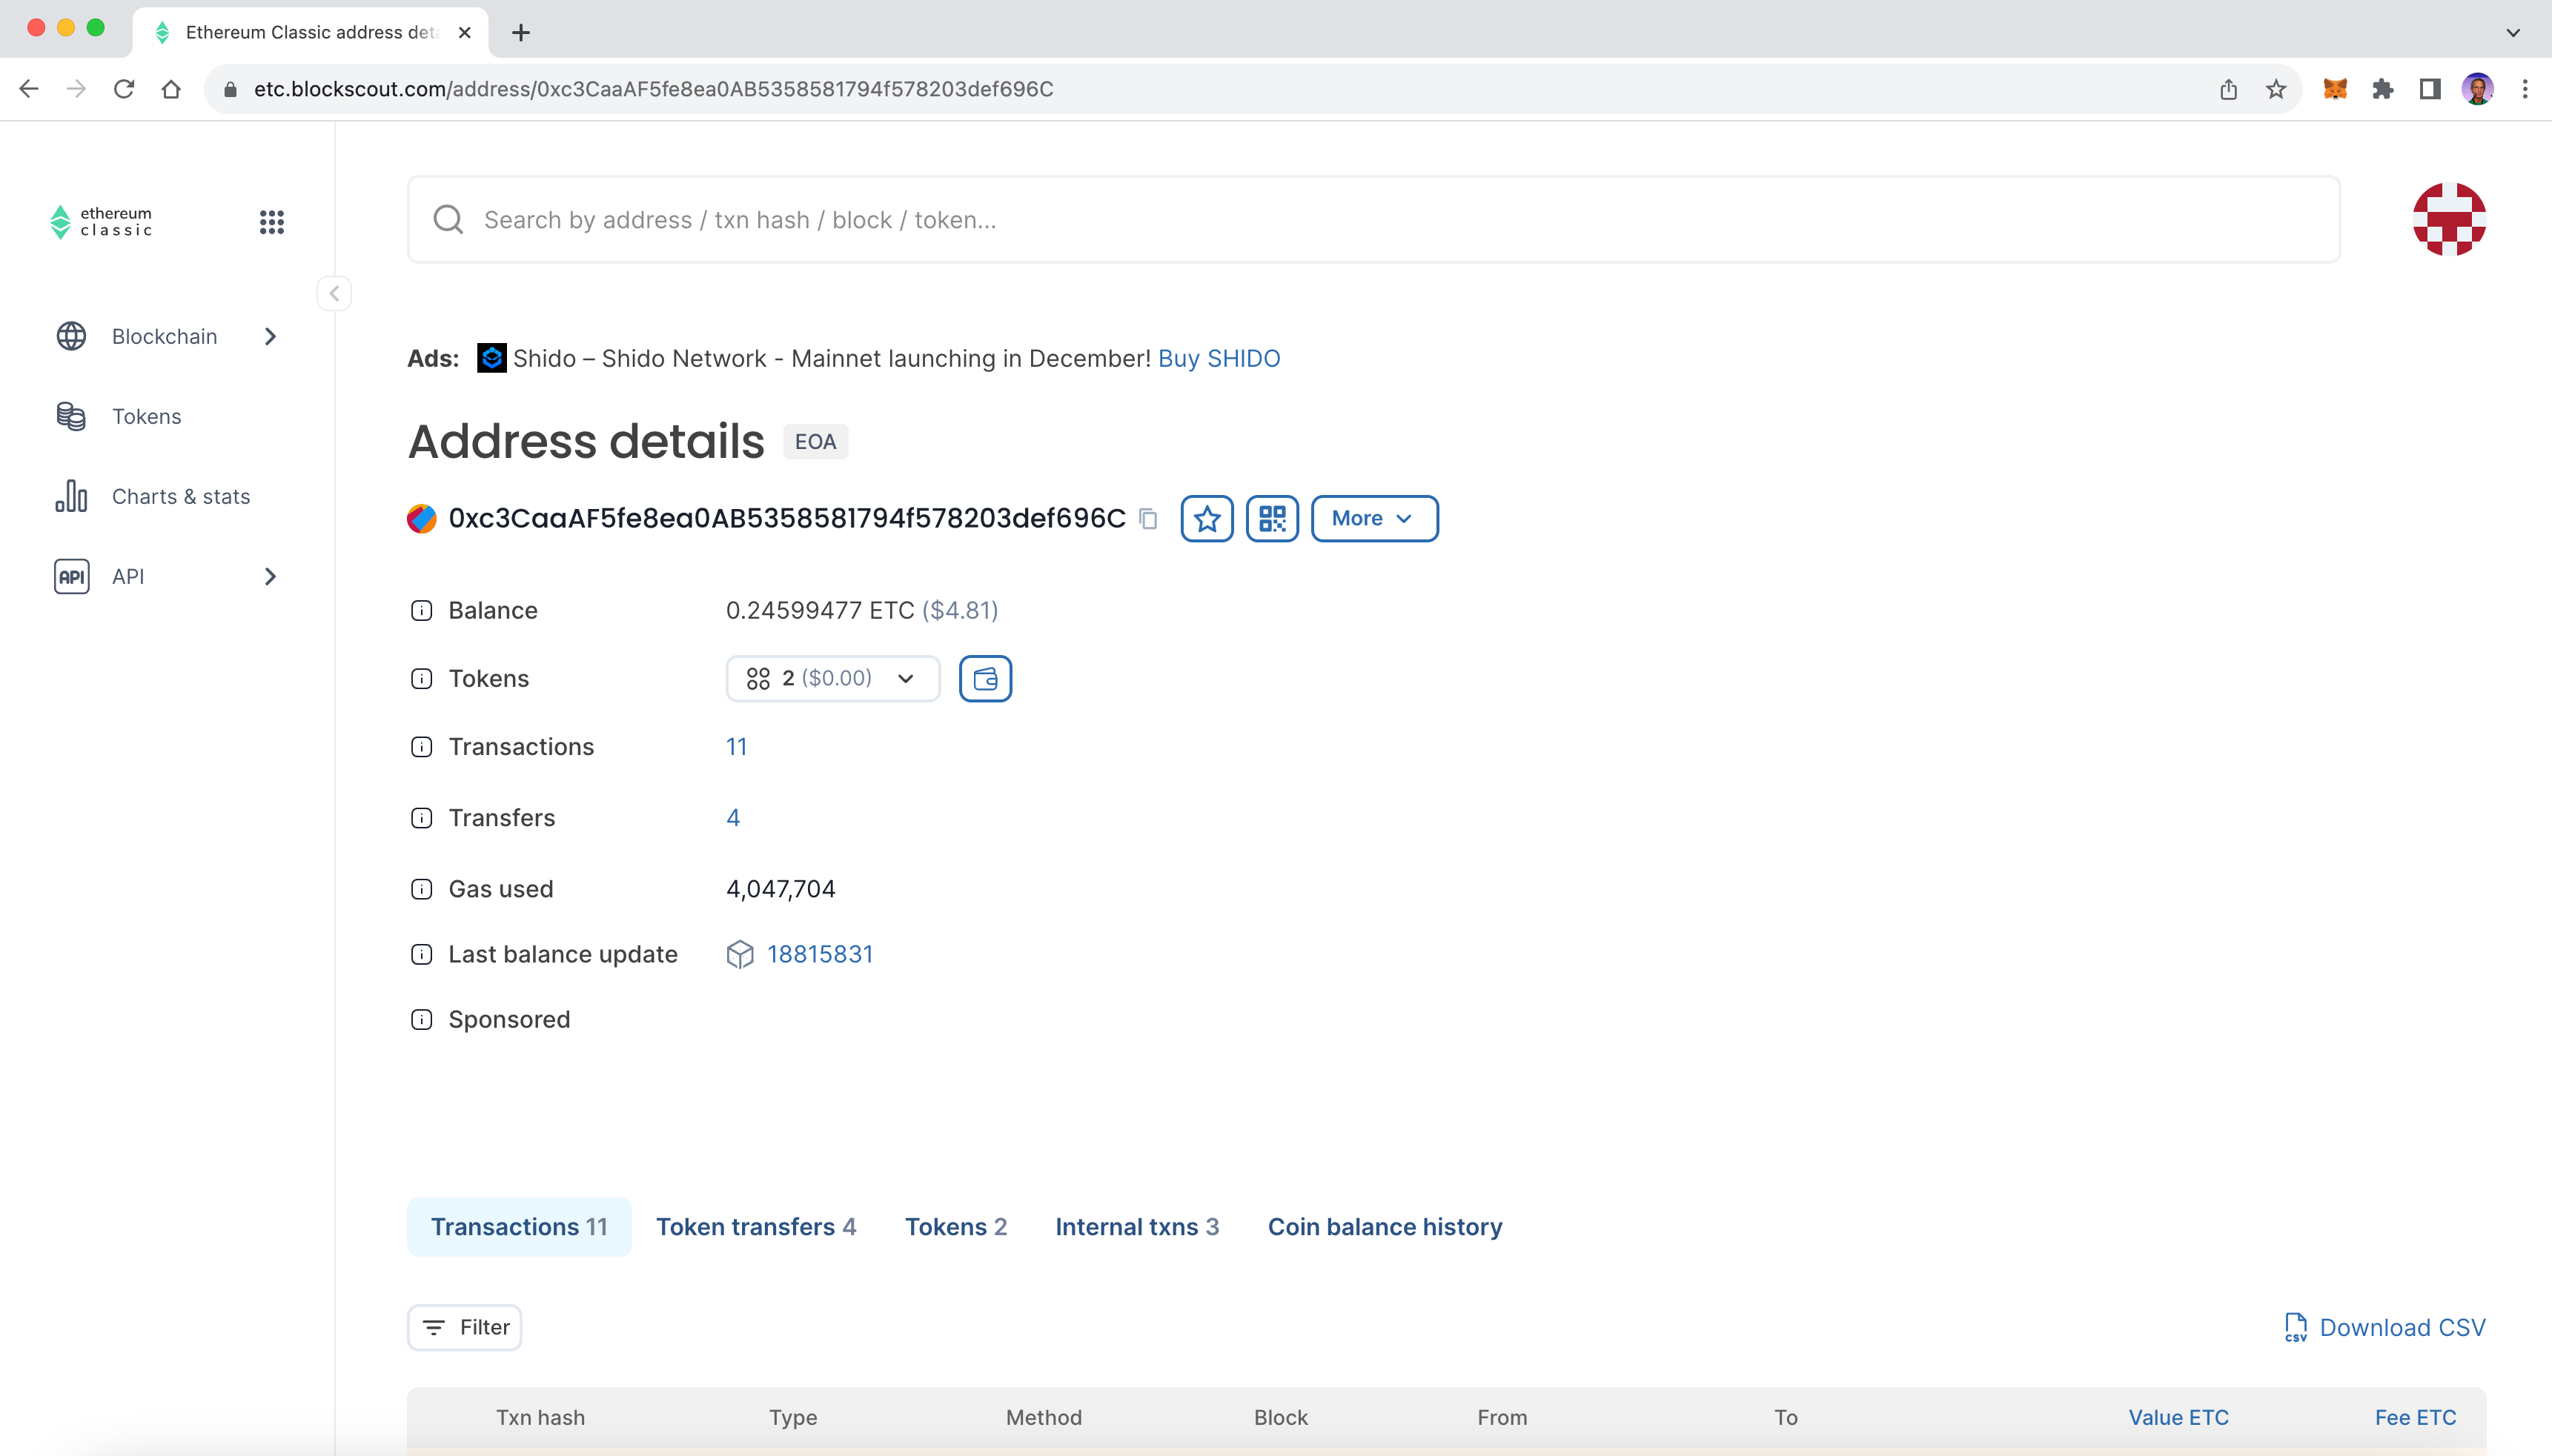 Ethereum Classic address deta
etc.blockscout.com/address/0xc3CaaAF5fe8ea0AB5358581794f578203def696C
ethereum
classic
Search by address / txn hash / block / token...
Blockchain
Tokens
Charts & stats
API
API
Ads: Shido – Shido Network - Mainnet launching in December! Buy SHIDO
Address details EOA
0xc3CaaAF5fe8ea0AB5358581794f578203def696C More
Balance 0.24599477 ETC ($4.81)
Tokens 2 ($0.00)
Transactions 11
Transfers 4
Gas used 4,047,704
Last balance update 18815831
Sponsored
Transactions 11 Token transfers 4 Tokens 2 Internal txns 3 Coin balance history
Filter
CSV Download CSV
Txn hash Type Method Block From To Value ETC Fee ETC